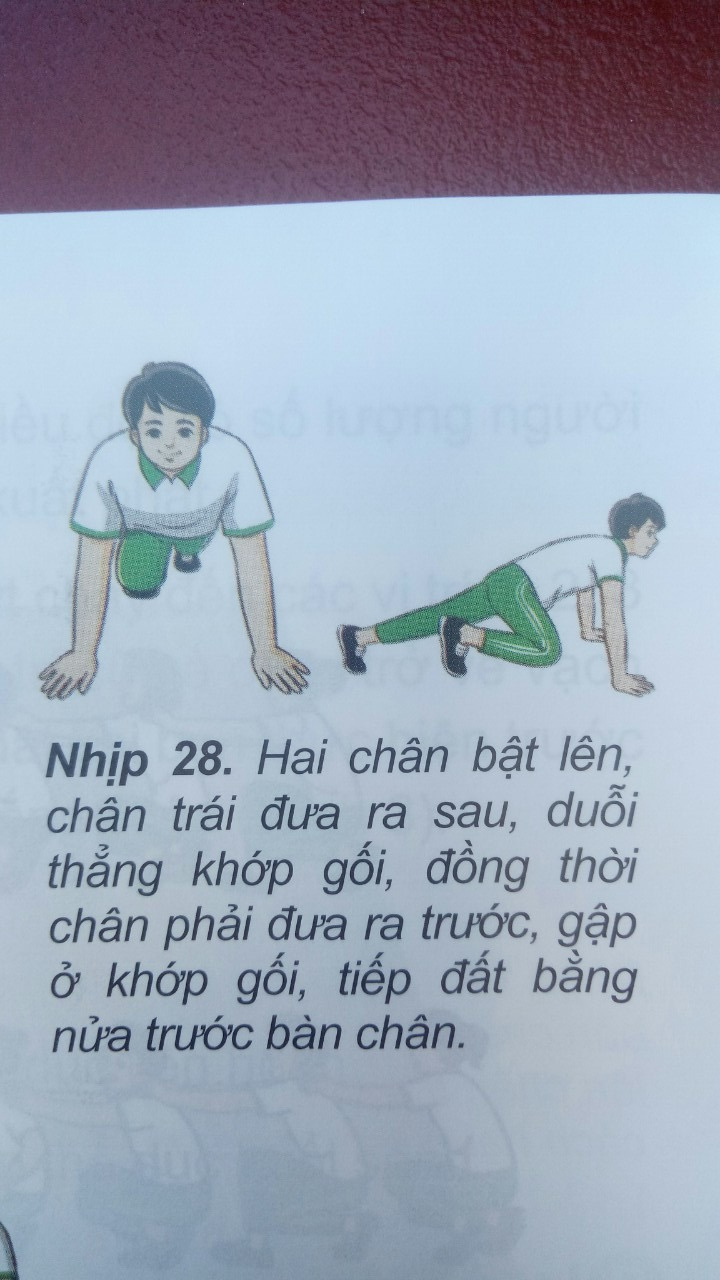 Nhịp 28. Hai chân bật lên,
chân trái đưa ra sau, duỗi
thẳng khớp gối, đồng thời
chân phải đưa ra trước, gập
ở khớp gối, tiếp đất bằng
nửa trước bàn chân.